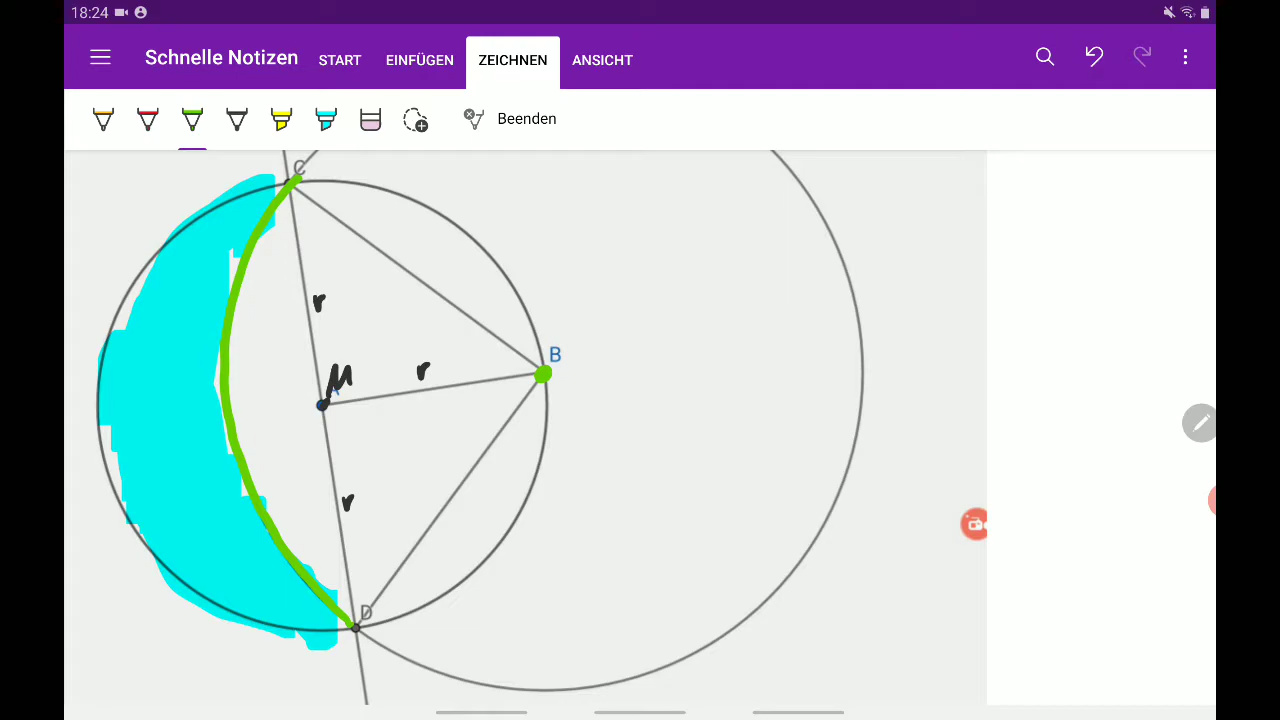 18:24
Schnelle Notizen START EINFÜGEN ZEICHNEN ANSICHT
Beenden
C
r
B
r
M
A
r
D